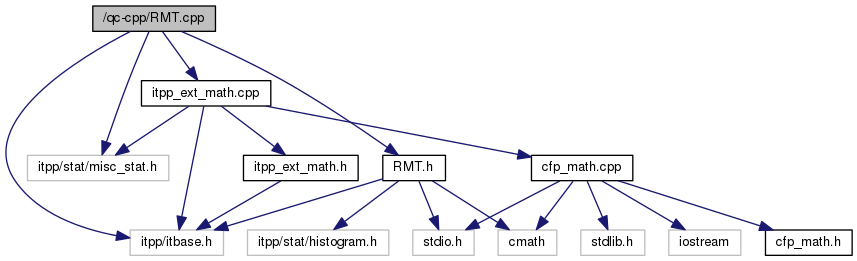 /qc-cpp/RMT.cpp
itpp_ext_math.cpp
itpp/stat/misc_stat.h
itpp_ext_math.h
RMT.h
cfp_math.cpp
itpp/itbase.h
itpp/stat/histogram.h
stdio.h
cmath
stdlib.h
iostream
cfp_math.h